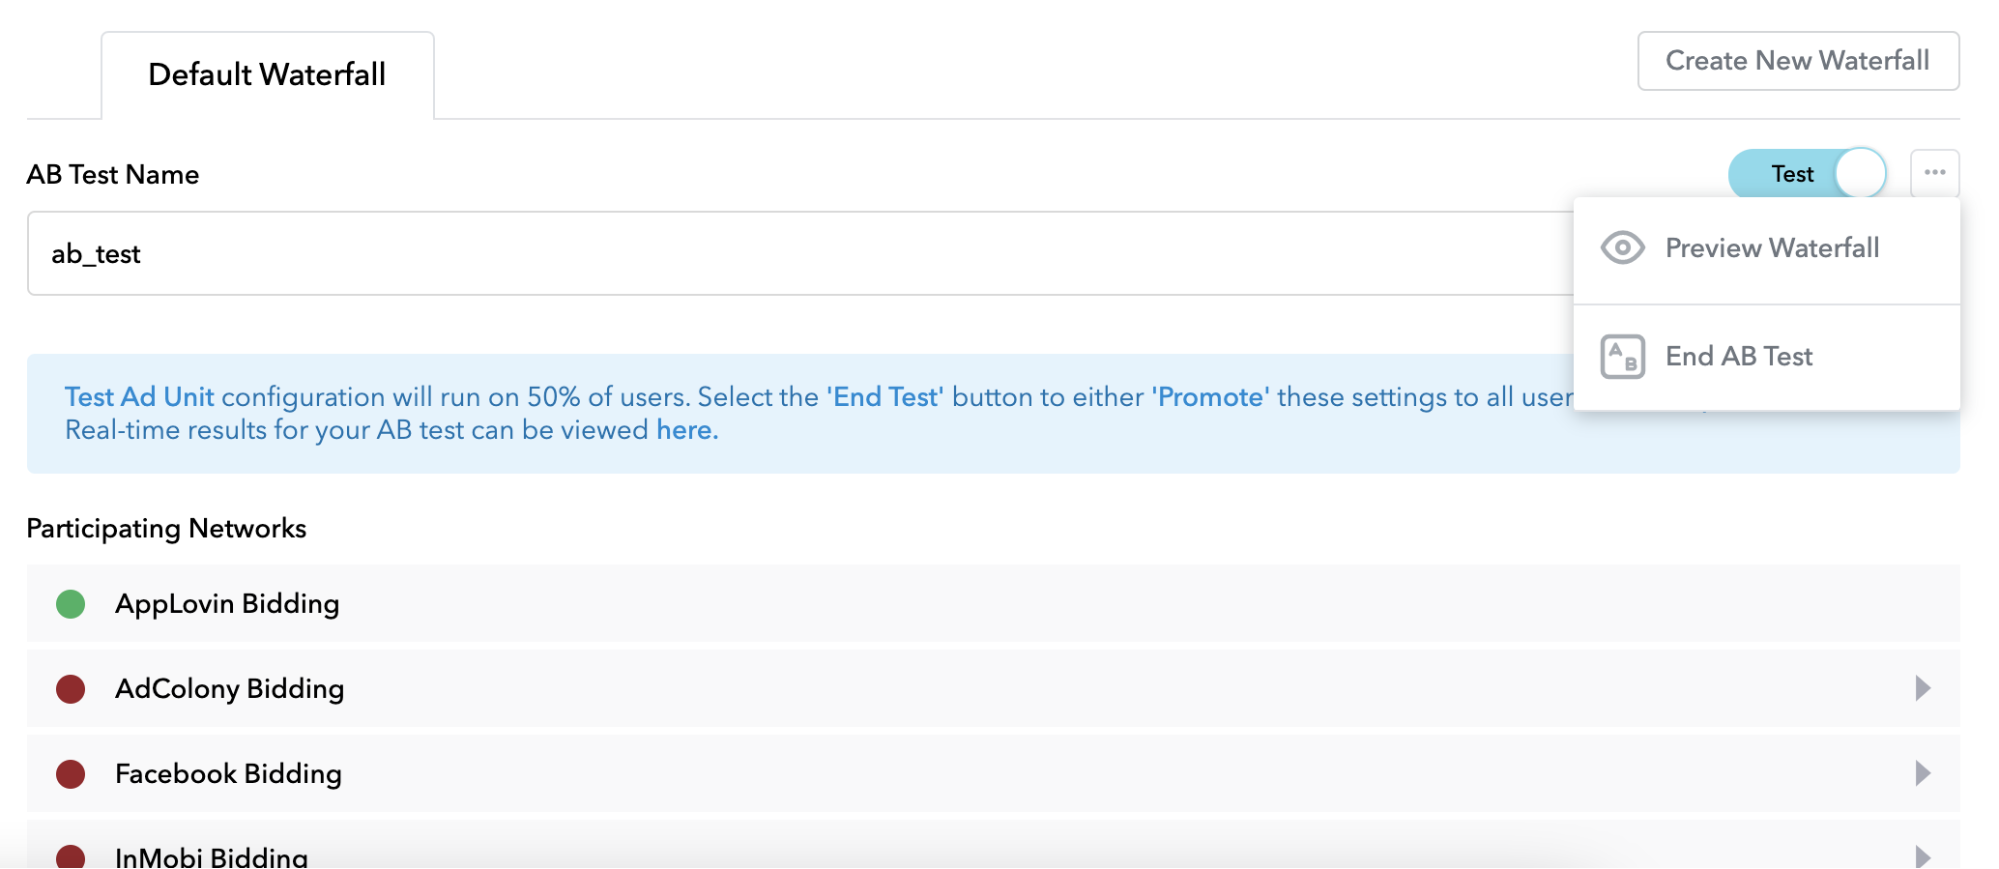 Default Waterfall
Create New Waterfall
AB Test Name
Test
ab_test
Preview Waterfall
End AB Test
Test Ad Unit configuration will run on 50% of users. Select the 'End Test' button to either 'Promote' these settings to all user
Real-time results for your AB test can be viewed here.
Participating Networks
AppLovin Bidding
AdColony Bidding
Facebook Bidding
InMobi Bidding